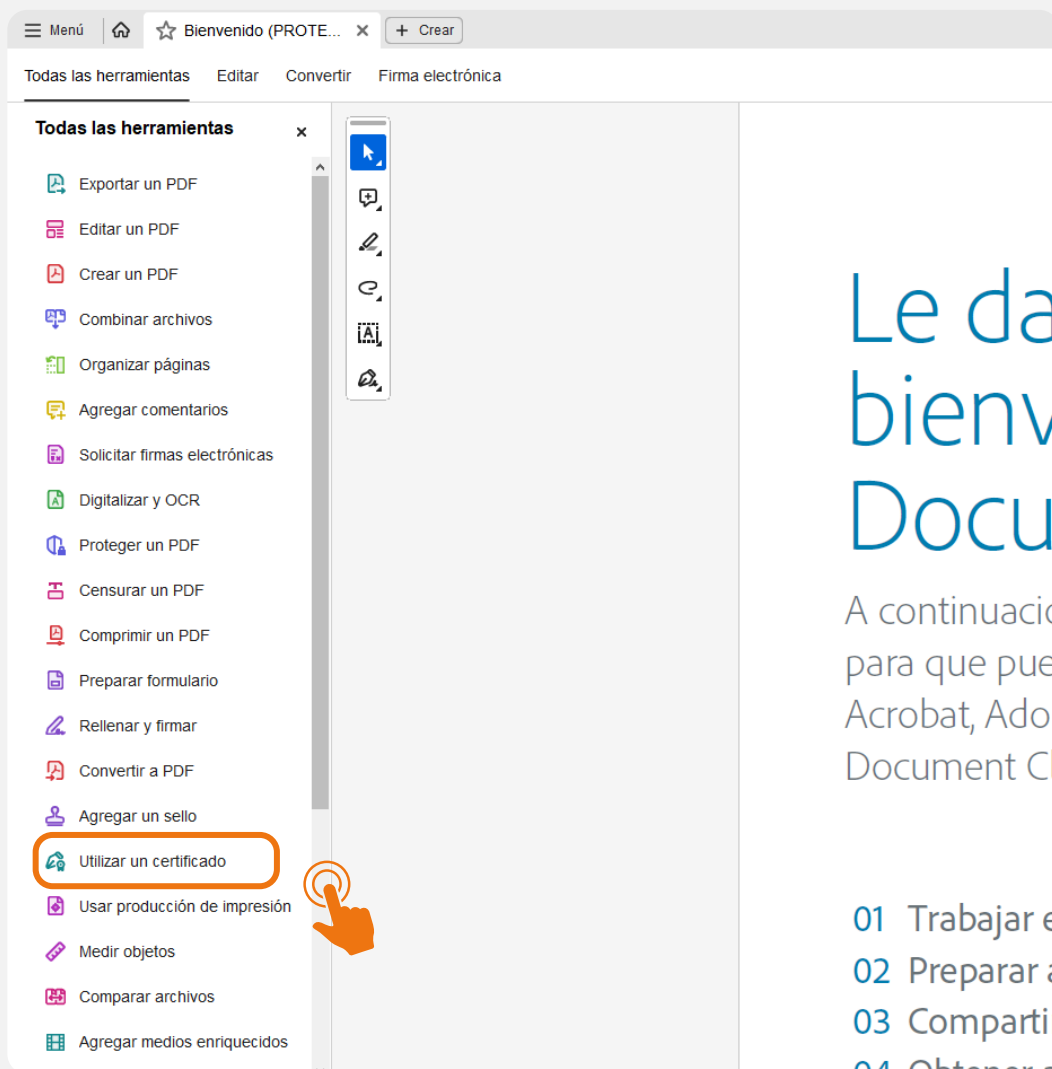 Menú
Bienvenido (PROTE...
Crear
Todas las herramientas
Editar
Convertir
Firma electrónica
Todas las herramientas
Exportar un PDF
Editar un PDF
Crear un PDF
Combinar archivos
Organizar páginas
Agregar comentarios
Solicitar firmas electrónicas
Digitalizar y OCR
Proteger un PDF
Censurar un PDF
Comprimir un PDF
Preparar formulario
Rellenar y firmar
Convertir a PDF
Agregar un sello
Utilizar un certificado
Usar producción de impresión
Medir objetos
Comparar archivos
Agregar medios enriquecidos
Le da
bienv
Docu
A continuació
para que pue
Acrobat, Ado
Document Cl
01 Trabajar e
02 Preparar a
03 Comparti